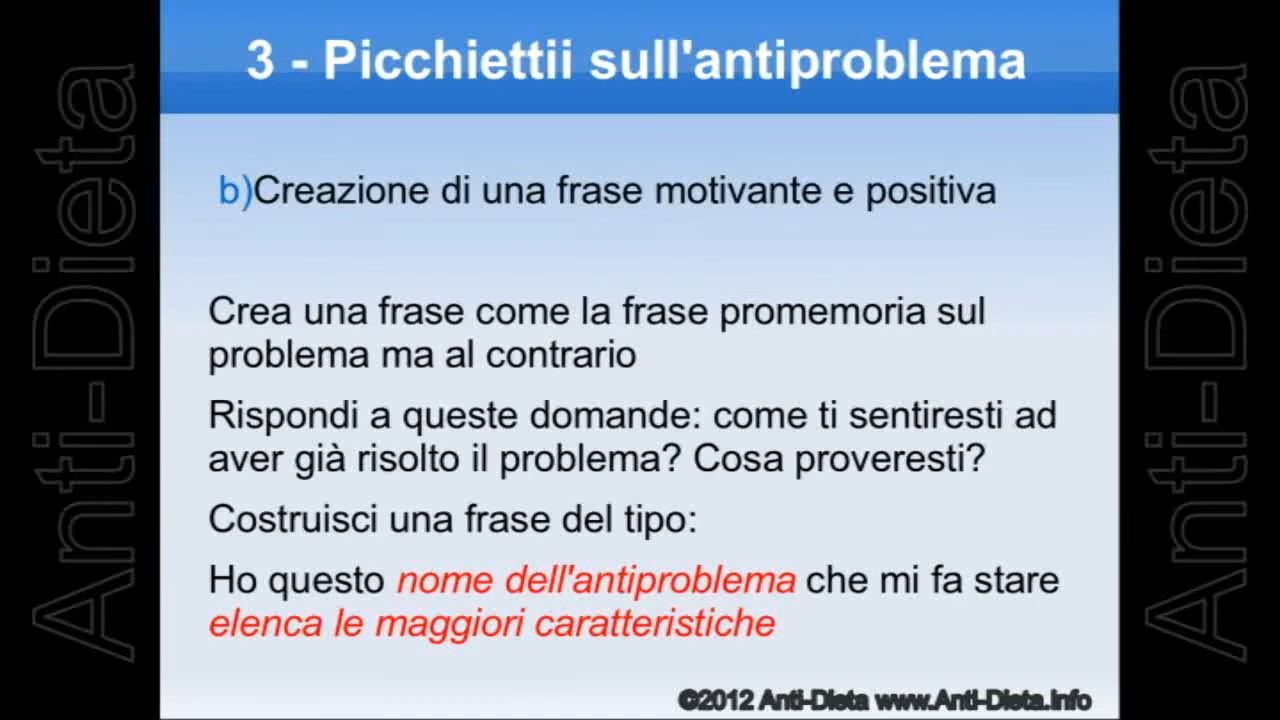 3 - Picchiettii sull'antiproblema
b)Creazione di una frase motivante e positiva
Crea una frase come la frase promemoria sul
problema ma al contrario
Rispondi a queste domande: come ti sentiresti ad
aver già risolto il problema? Cosa proveresti?
Costruisci una frase del tipo:
Ho questo nome dell'antiproblema che mi fa stare
elenca le maggiori caratteristiche
©2012 Anti-Dieta www.Anti-Dieta.info
Anti-Dieta
Anti-Dieta